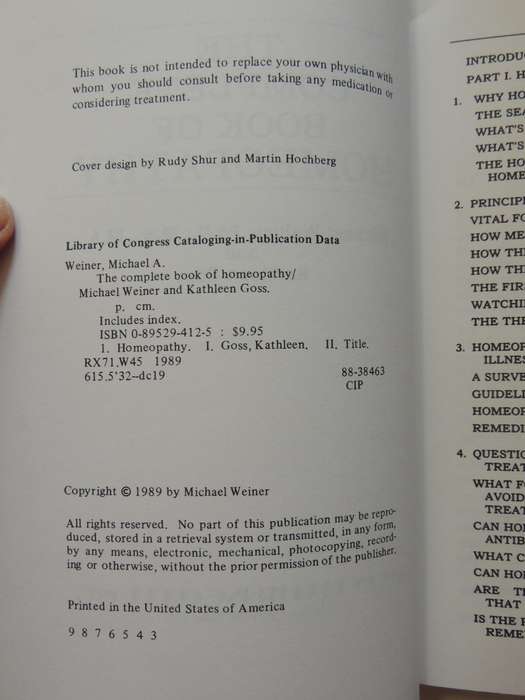 This book is not intended to replace your own physician with
whom you should consult before taking any medication or
considering treatment.
Cover design by Rudy Shur and Martin Hochberg
Library of Congress Cataloging-in-Publication Data
Weiner, Michael A.
The complete book of homeopathy/
Michael Weiner and Kathleen Goss.
p. cm.
Includes index.
ISBN 0-89529-412-5 : $9.95
1. Homeopathy. I. Goss, Kathleen. II. Title.
RX71.W45 1989
615.5'32--dc19 88-38463
CIP
Copyright © 1989 by Michael Weiner
All rights reserved. No part of this publication may be repro-
duced, stored in a retrieval system or transmitted, in any form,
by any means, electronic, mechanical, photocopying, record-
ing or otherwise, without the prior permission of the publisher.
Printed in the United States of America
9 8 7 6 5 4 3
PART I.
1. WHY
THE
WHAT'S
WHAT'S
THE
2.
VITAL
HOW
HOW
HOW
THE
THE
3.
A
4.
WHAT
AVOID
CAN
WHAT
CAN
ARE
THAT
IS THE